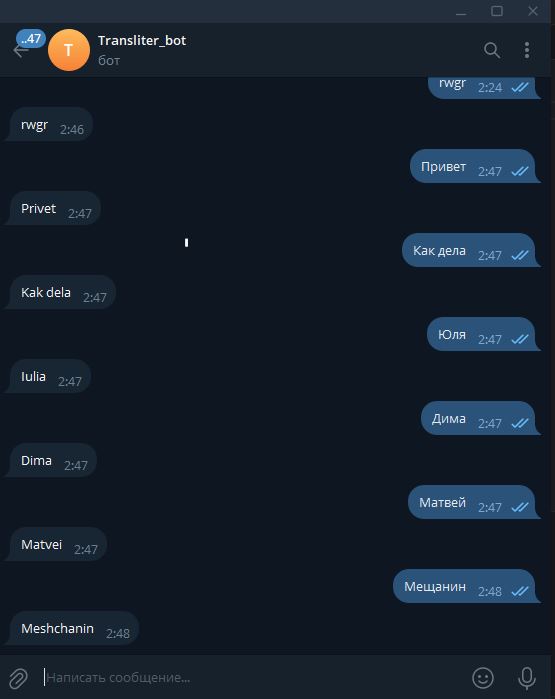 ..47
T
Transliter_bot
бот
rwgr 2:24
rwgr 2:46
Привет 2:47
Privet 2:47
Как дела 2:47
Kak dela 2:47
Юля 2:47
Iulia 2:47
Дима 2:47
Dima 2:47
Матвей 2:47
Matvei 2:47
Мещанин 2:48
Meshchanin 2:48
Написать сообщение...